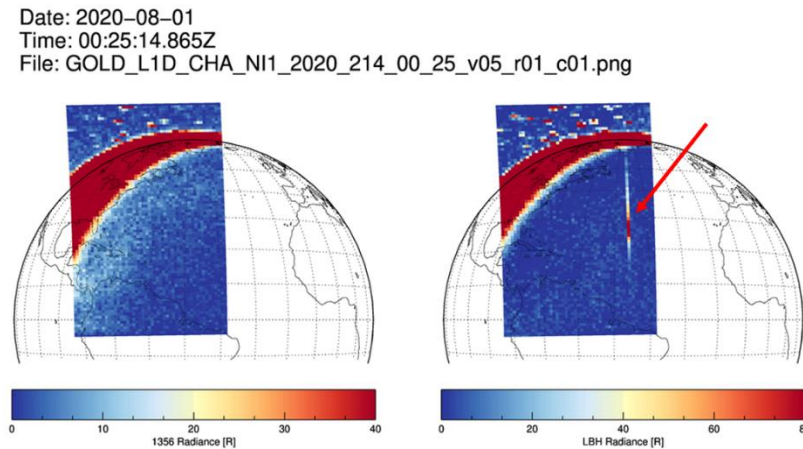 Date: 2020-08-01
Time: 00:25:14.865Z
File: GOLD_L1D_CHA_NI1_2020_214_00_25_v05_r01_c01.png
0 10 20 30 40
1356 Radiance [R]
0 20 40 60 8
LBH Radiance [R]